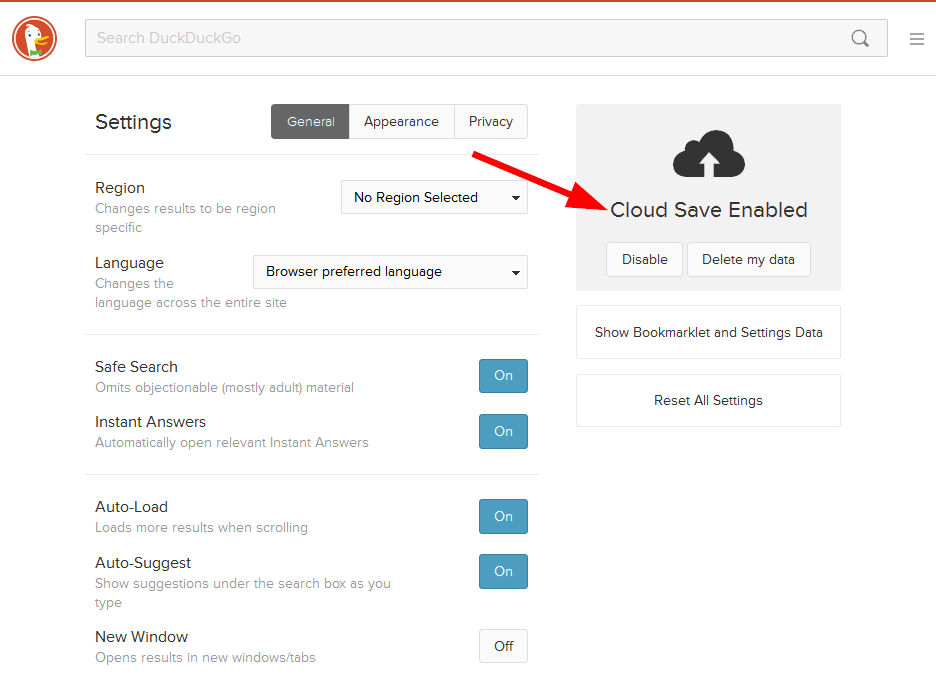 Search DuckDuckGo
Settings
General
Appearance
Privacy
Region
Changes results to be region
specific
No Region Selected
Language
Changes the
language across the entire site
Browser preferred language
Safe Search
Omits objectionable (mostly adult) material
On
Instant Answers
Automatically open relevant Instant Answers
On
Auto-Load
Loads more results when scrolling
On
Auto-Suggest
Show suggestions under the search box as you
type
On
New Window
Opens results in new windows/tabs
Off
Cloud Save Enabled
Disable
Delete my data
Show Bookmarklet and Settings Data
Reset All Settings